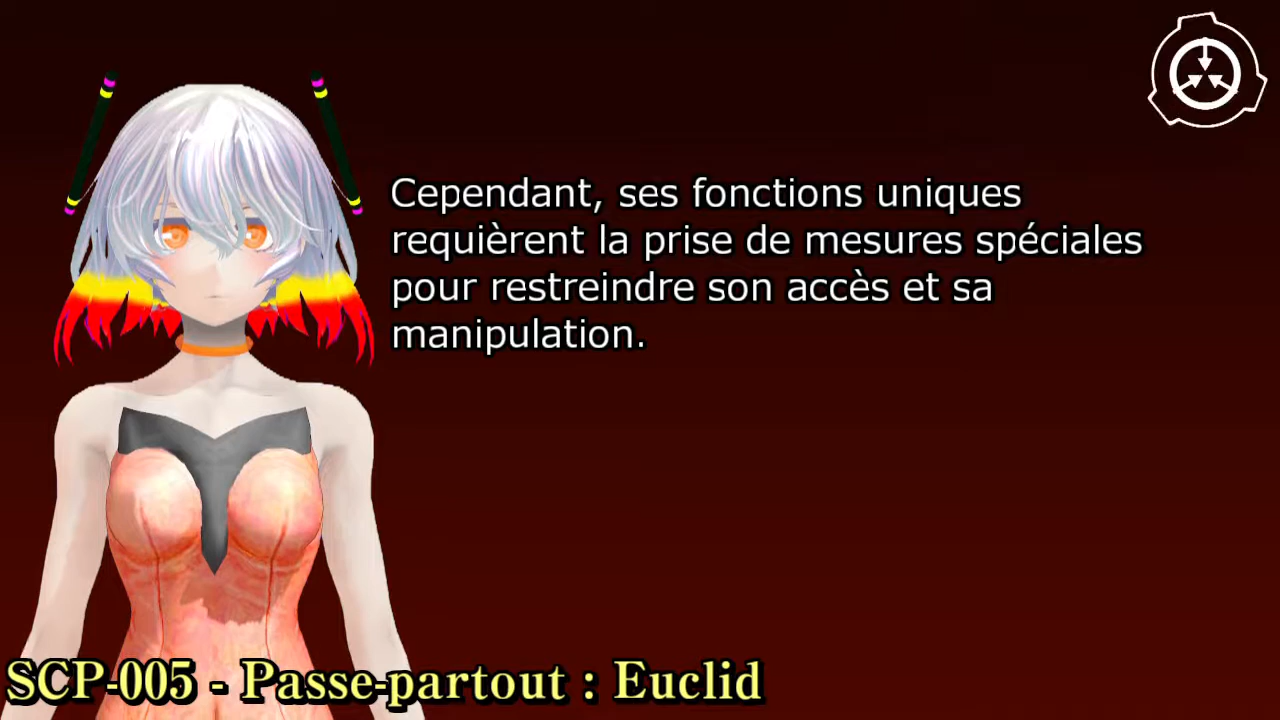 Cependant, ses fonctions uniques
requièrent la prise de mesures spéciales
pour restreindre son accès et sa
manipulation.
SCP-005 - Passe-partout : Euclid